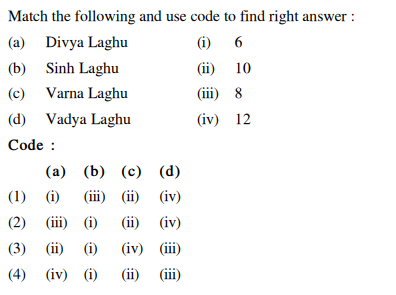 Match the following and use code to find right answer :
(a) Divya Laghu (i) 6
(b) Sinh Laghu (ii) 10
(c) Varna Laghu (iii) 8
(d) Vadya Laghu (iv) 12
Code :
(a) (b) (c) (d)
(1) (i) (iii) (ii) (iv)
(2) (iii) (i) (ii) (iv)
(3) (ii) (i) (iv) (iii)
(4) (iv) (i) (ii) (iii)